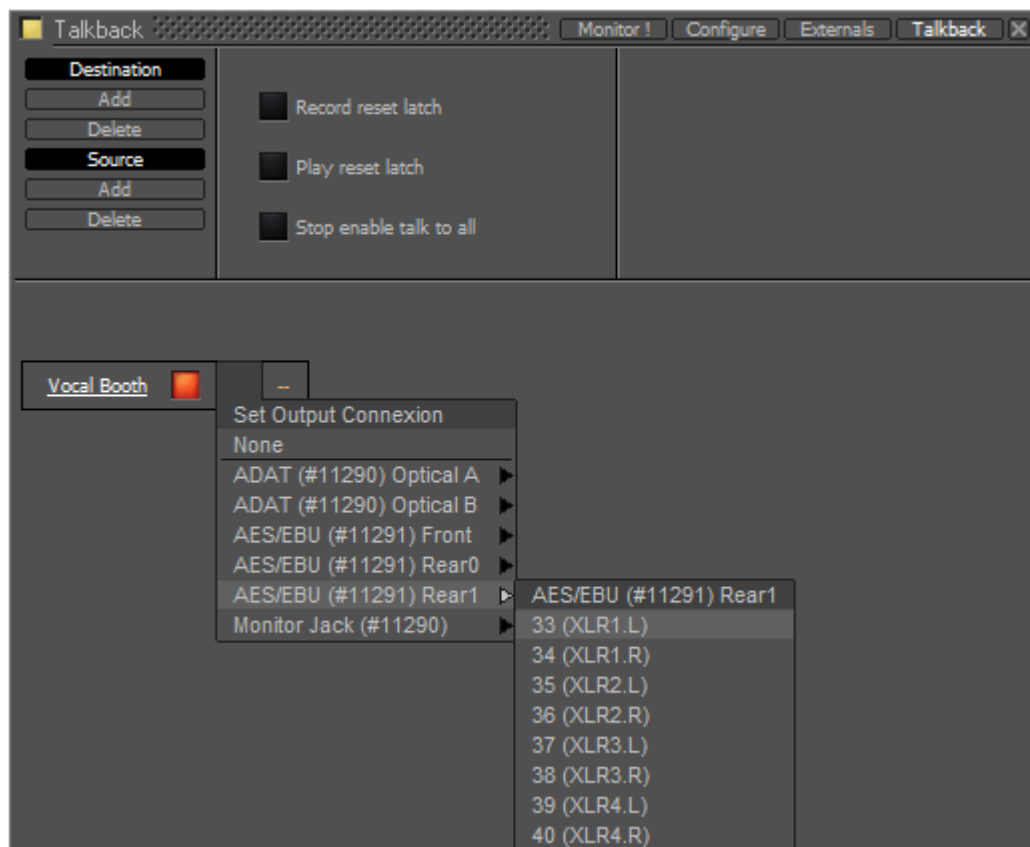 Talkback Monitor ! Configure Externals Talkback X
Destination
Add
Delete
Source
Add
Delete
Record reset latch
Play reset latch
Stop enable talk to all
Vocal Booth --
Set Output Connexion
None
ADAT (#11290) Optical A
ADAT (#11290) Optical B
AES/EBU (#11291) Front
AES/EBU (#11291) Rear0
AES/EBU (#11291) Rear1
Monitor Jack (#11290)
AES/EBU (#11291) Rear1
33 (XLR1.L)
34 (XLR1.R)
35 (XLR2.L)
36 (XLR2.R)
37 (XLR3.L)
38 (XLR3.R)
39 (XLR4.L)
40 (XLR4.R)